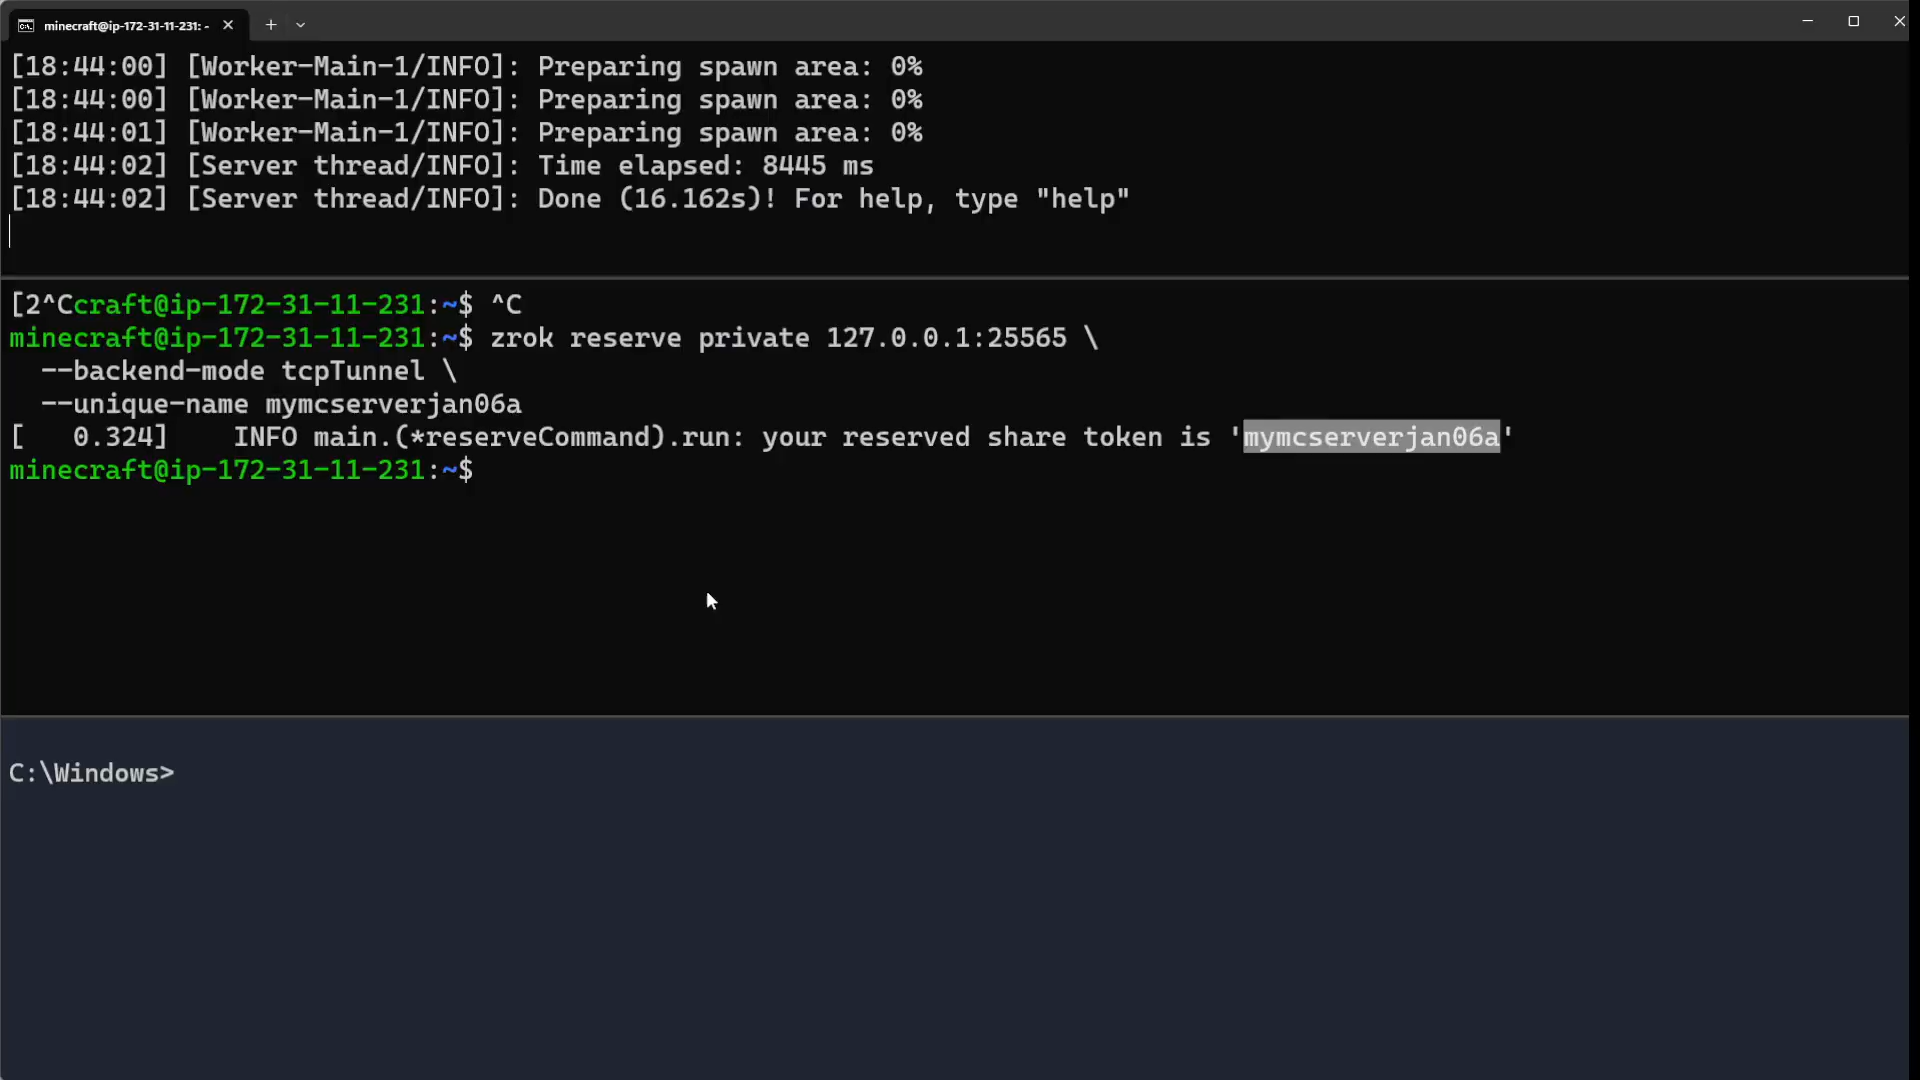 minecraft@ip-172-31-11-231: ~
[18:44:00] [Worker-Main-1/INFO]: Preparing spawn area: 0%
[18:44:00] [Worker-Main-1/INFO]: Preparing spawn area: 0%
[18:44:01] [Worker-Main-1/INFO]: Preparing spawn area: 0%
[18:44:02] [Server thread/INFO]: Time elapsed: 8445 ms
[18:44:02] [Server thread/INFO]: Done (16.162s)! For help, type "help"
[2^Ccraft@ip-172-31-11-231:~$ ^C
minecraft@ip-172-31-11-231:~$ zrok reserve private 127.0.0.1:25565 \
--backend-mode tcpTunnel \
--unique-name mymcserverjan06a
[   0.324]    INFO main.(*reserveCommand).run: your reserved share token is 'mymcserverjan06a'
minecraft@ip-172-31-11-231:~$
C:\Windows>